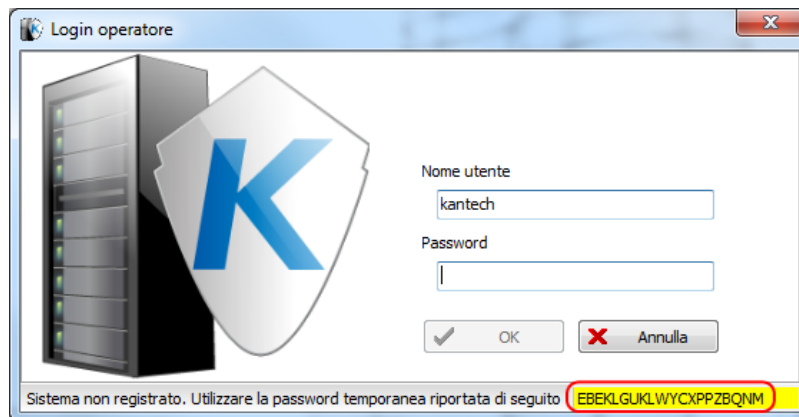 Login operatore
K
Nome utente
kantech
Password
OK
Annulla
Sistema non registrato. Utilizzare la password temporanea riportata di seguito EBEKLGUKLWYCXPPZBQNM